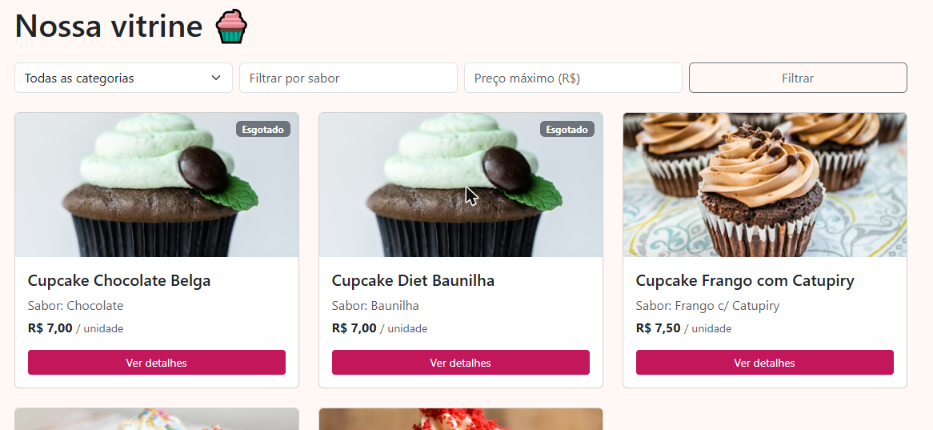 Nossa vitrine
Todas as categorias
Filtrar por sabor
Preço máximo (R$)
Filtrar
Esgotado
Esgotado
Cupcake Chocolate Belga
Sabor: Chocolate
R$ 7,00 / unidade
Ver detalhes
Cupcake Diet Baunilha
Sabor: Baunilha
R$ 7,00 / unidade
Ver detalhes
Cupcake Frango com Catupiry
Sabor: Frango c/ Catupiry
R$ 7,50 / unidade
Ver detalhes